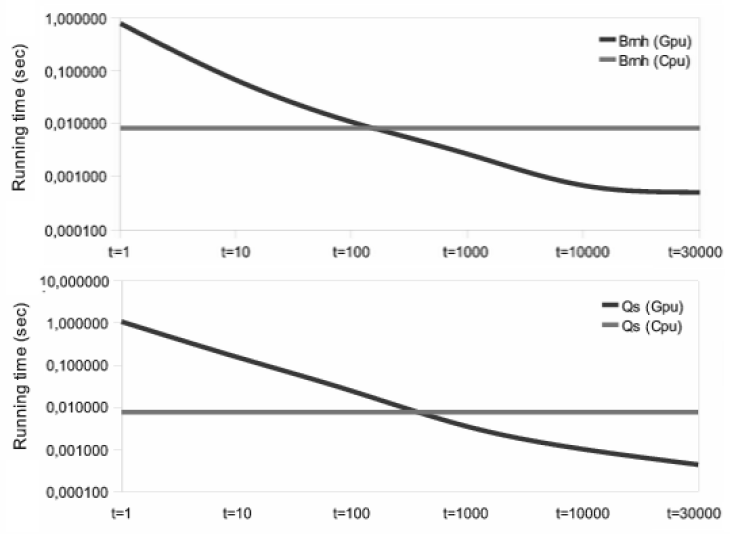 1,000000
0,100000
0,010000
0,001000
0,000100
Running time (sec)
Bmh (Gpu)
Bmh (Cpu)
t=1 t=10 t=100 t=1000 t=10000 t=30000
10,000000
1,000000
0,100000
0,010000
0,001000
0,000100
Running time (sec)
Qs (Gpu)
Qs (Cpu)
t=1 t=10 t=100 t=1000 t=10000 t=30000